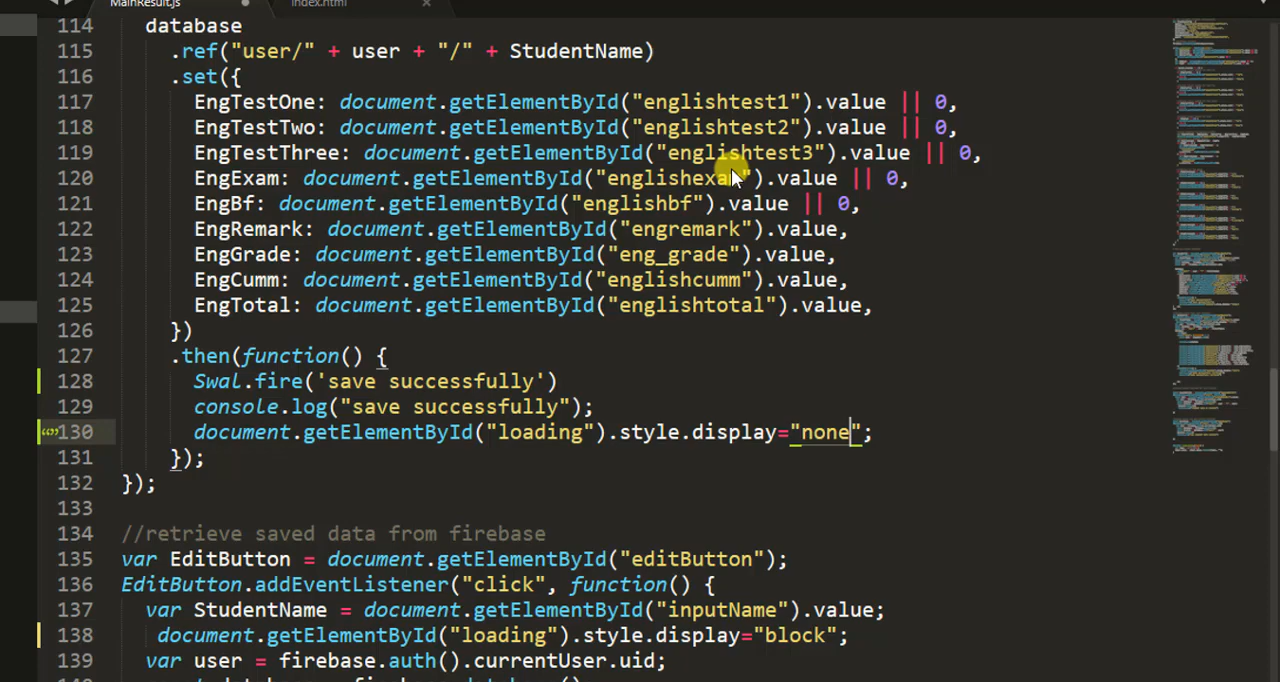 MainResult.js index.html
114 database
115 .ref("user/" + user + "/" + StudentName)
116 .set({
117 EngTestOne: document.getElementById("englishtest1").value || 0,
118 EngTestTwo: document.getElementById("englishtest2").value || 0,
119 EngTestThree: document.getElementById("englishtest3").value || 0,
120 EngExam: document.getElementById("englishexam").value || 0,
121 EngBf: document.getElementById("englishbf").value || 0,
122 EngRemark: document.getElementById("engremark").value,
123 EngGrade: document.getElementById("eng_grade").value,
124 EngCumm: document.getElementById("englishcumm").value,
125 EngTotal: document.getElementById("englishtotal").value,
126 })
127 .then(function() {
128 Swal.fire('save successfully')
129 console.log("save successfully");
130 document.getElementById("loading").style.display="none";
131 });
132 });
133
134 //retrieve saved data from firebase
135 var EditButton = document.getElementById("editButton");
136 EditButton.addEventListener("click", function() {
137 var StudentName = document.getElementById("inputName").value;
138 document.getElementById("loading").style.display="block";
139 var user = firebase.auth().currentUser.uid;